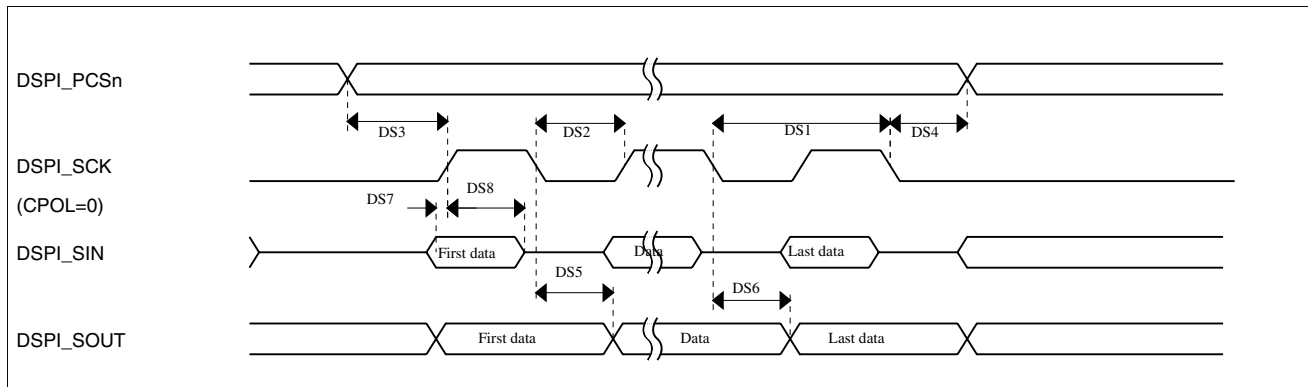 DSPI_PCSn
DS3
DS2
DS1
DS4
DSPI_SCK
(CPOL=0)
DS7
DS8
DSPI_SIN
First data
Data
Last data
DS5
DS6
DSPI_SOUT
First data
Data
Last data